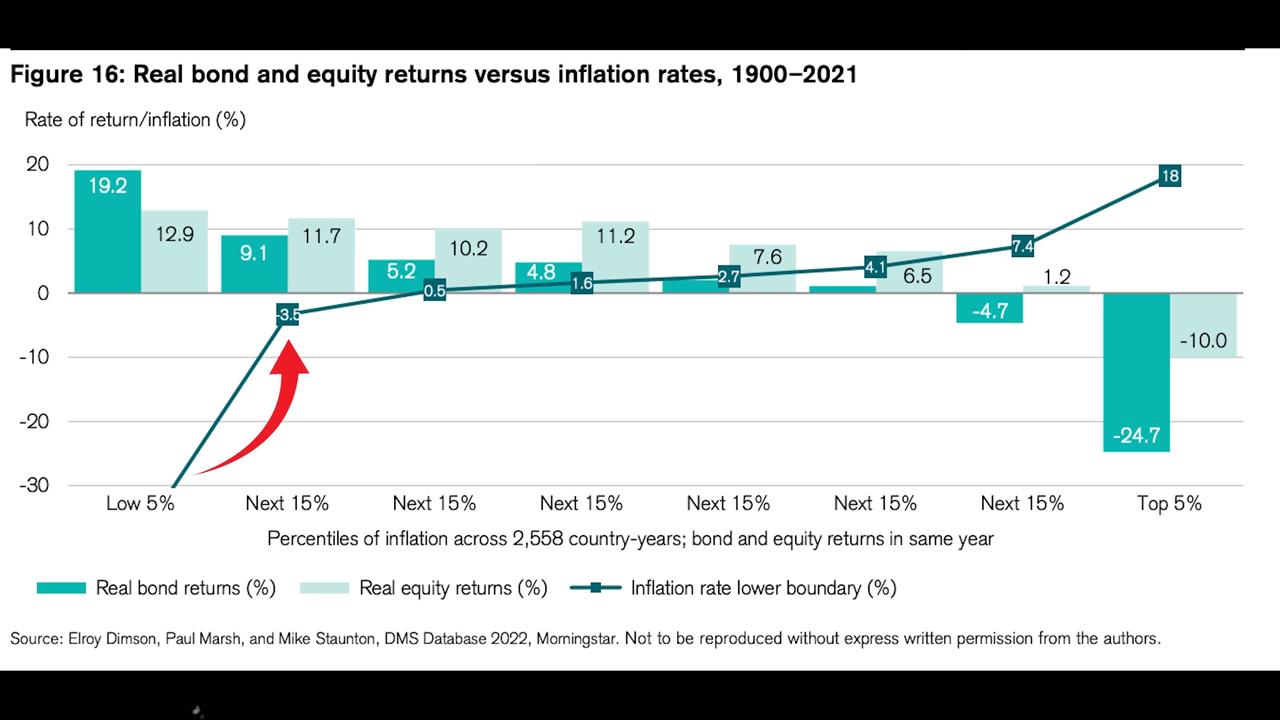 Figure 16: Real bond and equity returns versus inflation rates, 1900–2021
Rate of return/inflation (%)
20
10
0
-10
-20
-30
19.2
12.9
9.1
11.7
5.2
10.2
4.8
11.2
7.6
6.5
-4.7
1.2
-24.7
-10.0
-3.5
0.5
1.6
2.7
4.1
7.4
18
Low 5%
Next 15%
Next 15%
Next 15%
Next 15%
Next 15%
Next 15%
Top 5%
Percentiles of inflation across 2,558 country-years; bond and equity returns in same year
Real bond returns (%)
Real equity returns (%)
Inflation rate lower boundary (%)
Source: Elroy Dimson, Paul Marsh, and Mike Staunton, DMS Database 2022, Morningstar. Not to be reproduced without express written permission from the authors.